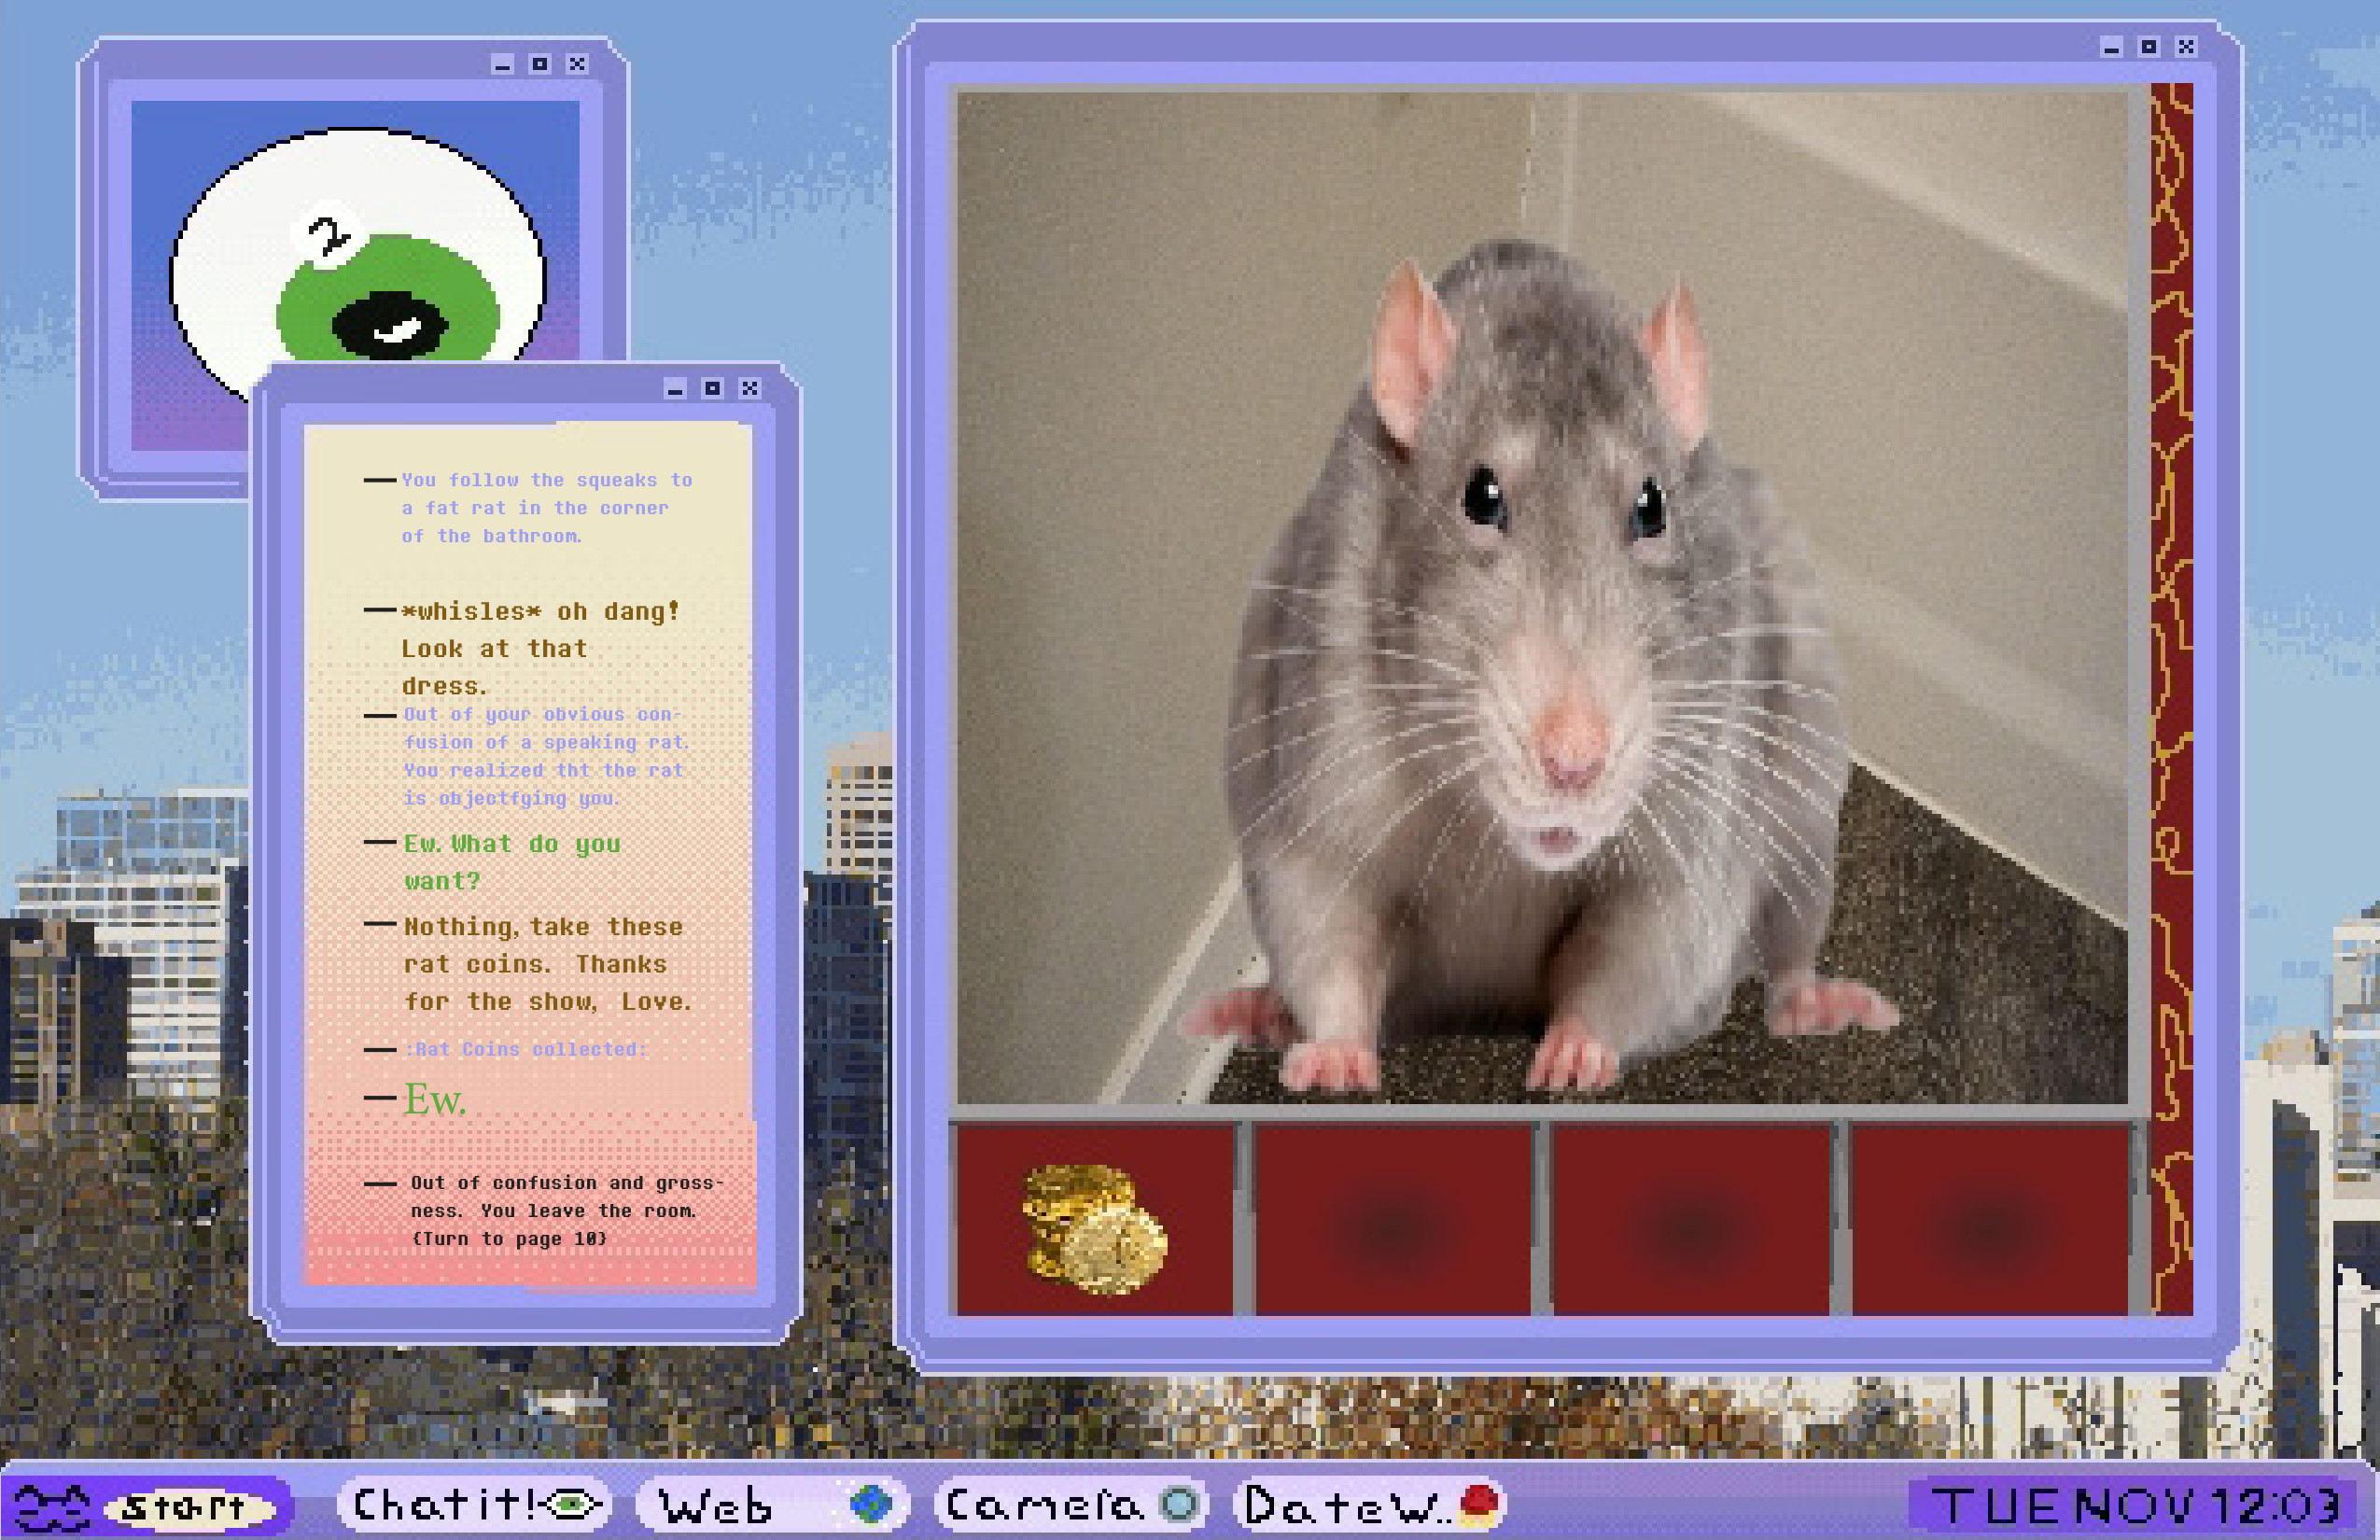 2
You follow the squeaks to
a fat rat in the corner
of the bathroom.
*whisles* oh dang!
Look at that
dress.
Out of your obvious con-
fusion of a speaking rat.
You realized tht the rat
is objectfying you.
Ew. What do you
want?
Nothing, take these
rat coins. Thanks
for the show, Love.
:Rat Coins collected:
Ew.
Out of confusion and gross-
ness. You leave the room.
{Turn to page 10}
Start Chatit! Web Camera DateW.. TUE NOV 12:03